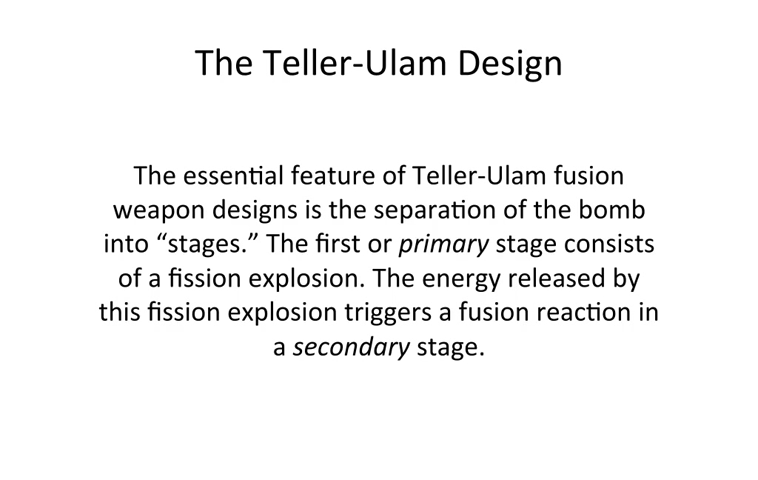 The Teller-Ulam Design
The essential feature of Teller-Ulam fusion
weapon designs is the separation of the bomb
into “stages.” The first or primary stage consists
of a fission explosion. The energy released by
this fission explosion triggers a fusion reaction in
a secondary stage.